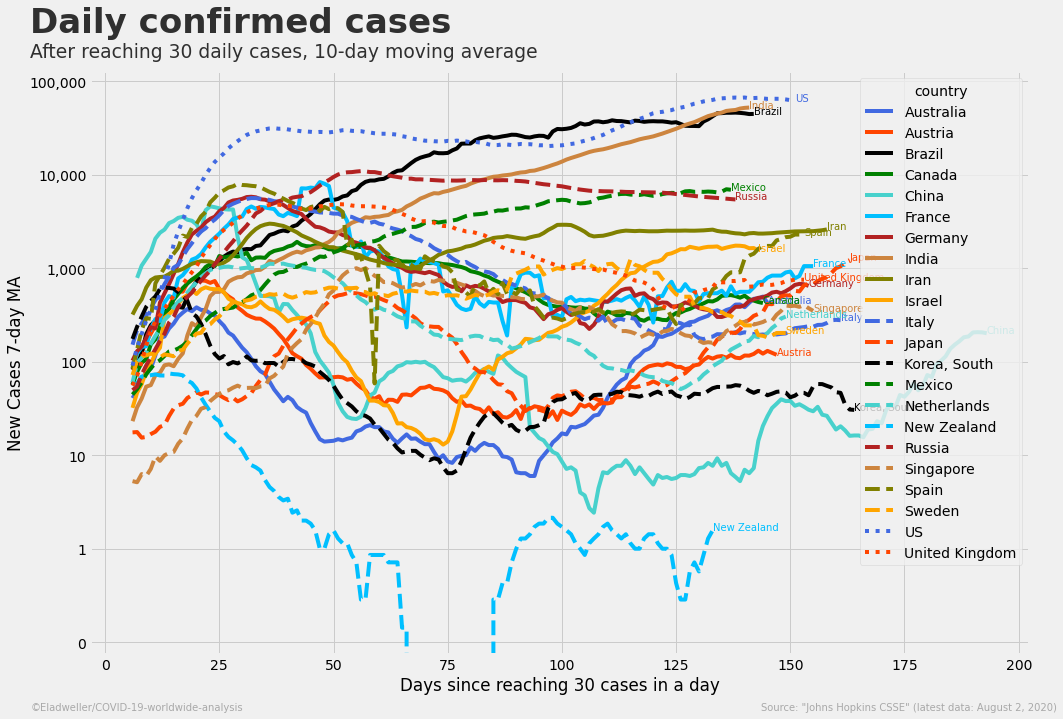 Daily confirmed cases
After reaching 30 daily cases, 10-day moving average
New Cases 7-day MA
100,000
10,000
1,000
100
10
1
0
0
25
50
75
100
125
150
175
200
Days since reaching 30 cases in a day
US
India
Brazil
Mexico
Russia
Iran
Spain
Israel
France
United King
Germany
Canada
Singapore
Netherlands
Sweden
Italy
Austria
China
Korea, Sou
New Zealand
country
Australia
Austria
Brazil
Canada
China
France
Germany
India
Iran
Israel
Italy
Japan
Korea, South
Mexico
Netherlands
New Zealand
Russia
Singapore
Spain
Sweden
US
United Kingdom
©Eladweller/COVID-19-worldwide-analysis
Source: "Johns Hopkins CSSE" (latest data: August 2, 2020)